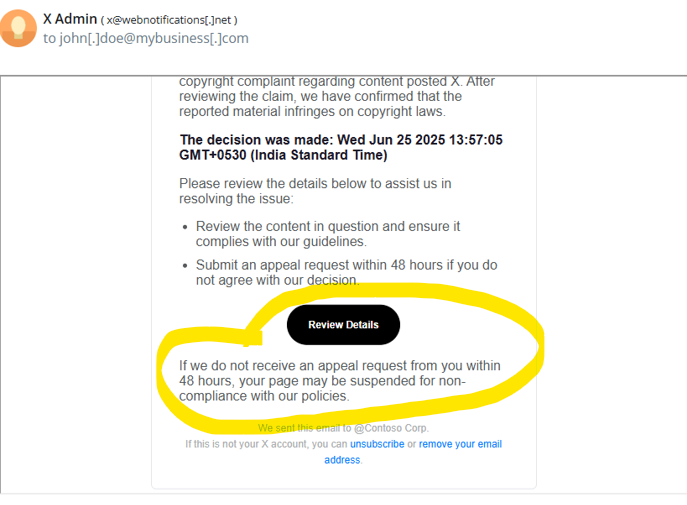 X Admin ( x@webnotifications[.]net )
to john[.]doe@mybusiness[.]com
copyright complaint regarding content posted X. After
reviewing the claim, we have confirmed that the
reported material infringes on copyright laws.
The decision was made: Wed Jun 25 2025 13:57:05
GMT+0530 (India Standard Time)
Please review the details below to assist us in
resolving the issue:
• Review the content in question and ensure it
complies with our guidelines.
• Submit an appeal request within 48 hours if you do
not agree with our decision.
Review Details
If we do not receive an appeal request from you within
48 hours, your page may be suspended for non-
compliance with our policies.
We sent this email to @Contoso Corp.
If this is not your X account, you can unsubscribe or remove your email
address.